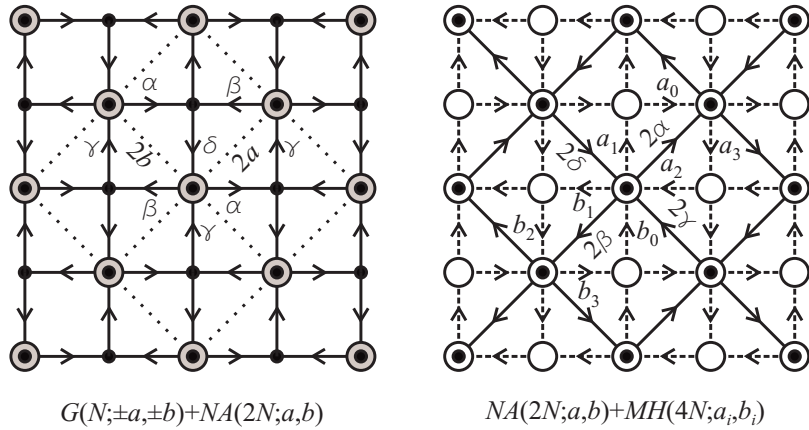 α β
γ 2b δ 2a γ
β α
γ
G(N;±a,±b)+NA(2N;a,b)
a₀
2δ a₁ 2α a₂ a₃
b₂ b₁ 2β b₀ 2γ
b₃
NA(2N;a,b)+MH(4N;aᵢ,bᵢ)